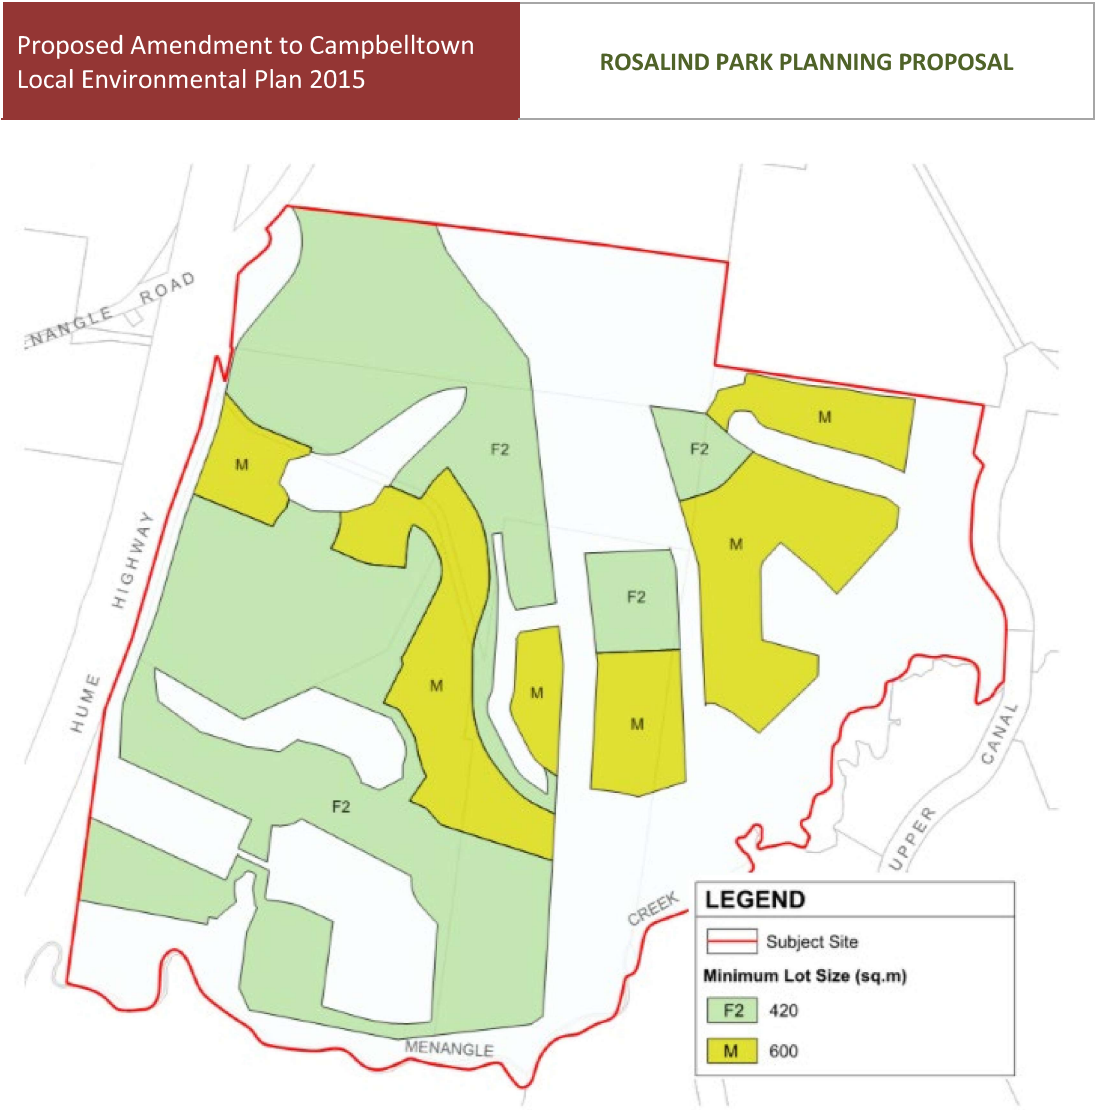 Proposed Amendment to Campbelltown
Local Environmental Plan 2015
ROSALIND PARK PLANNING PROPOSAL
NANGLE ROAD
HUME HIGHWAY
M
F2
F2
M
M
F2
M
M
M
F2
UPPER CANAL
CREEK
MENANGLE
LEGEND
Subject Site
Minimum Lot Size (sq.m)
F2 420
M 600